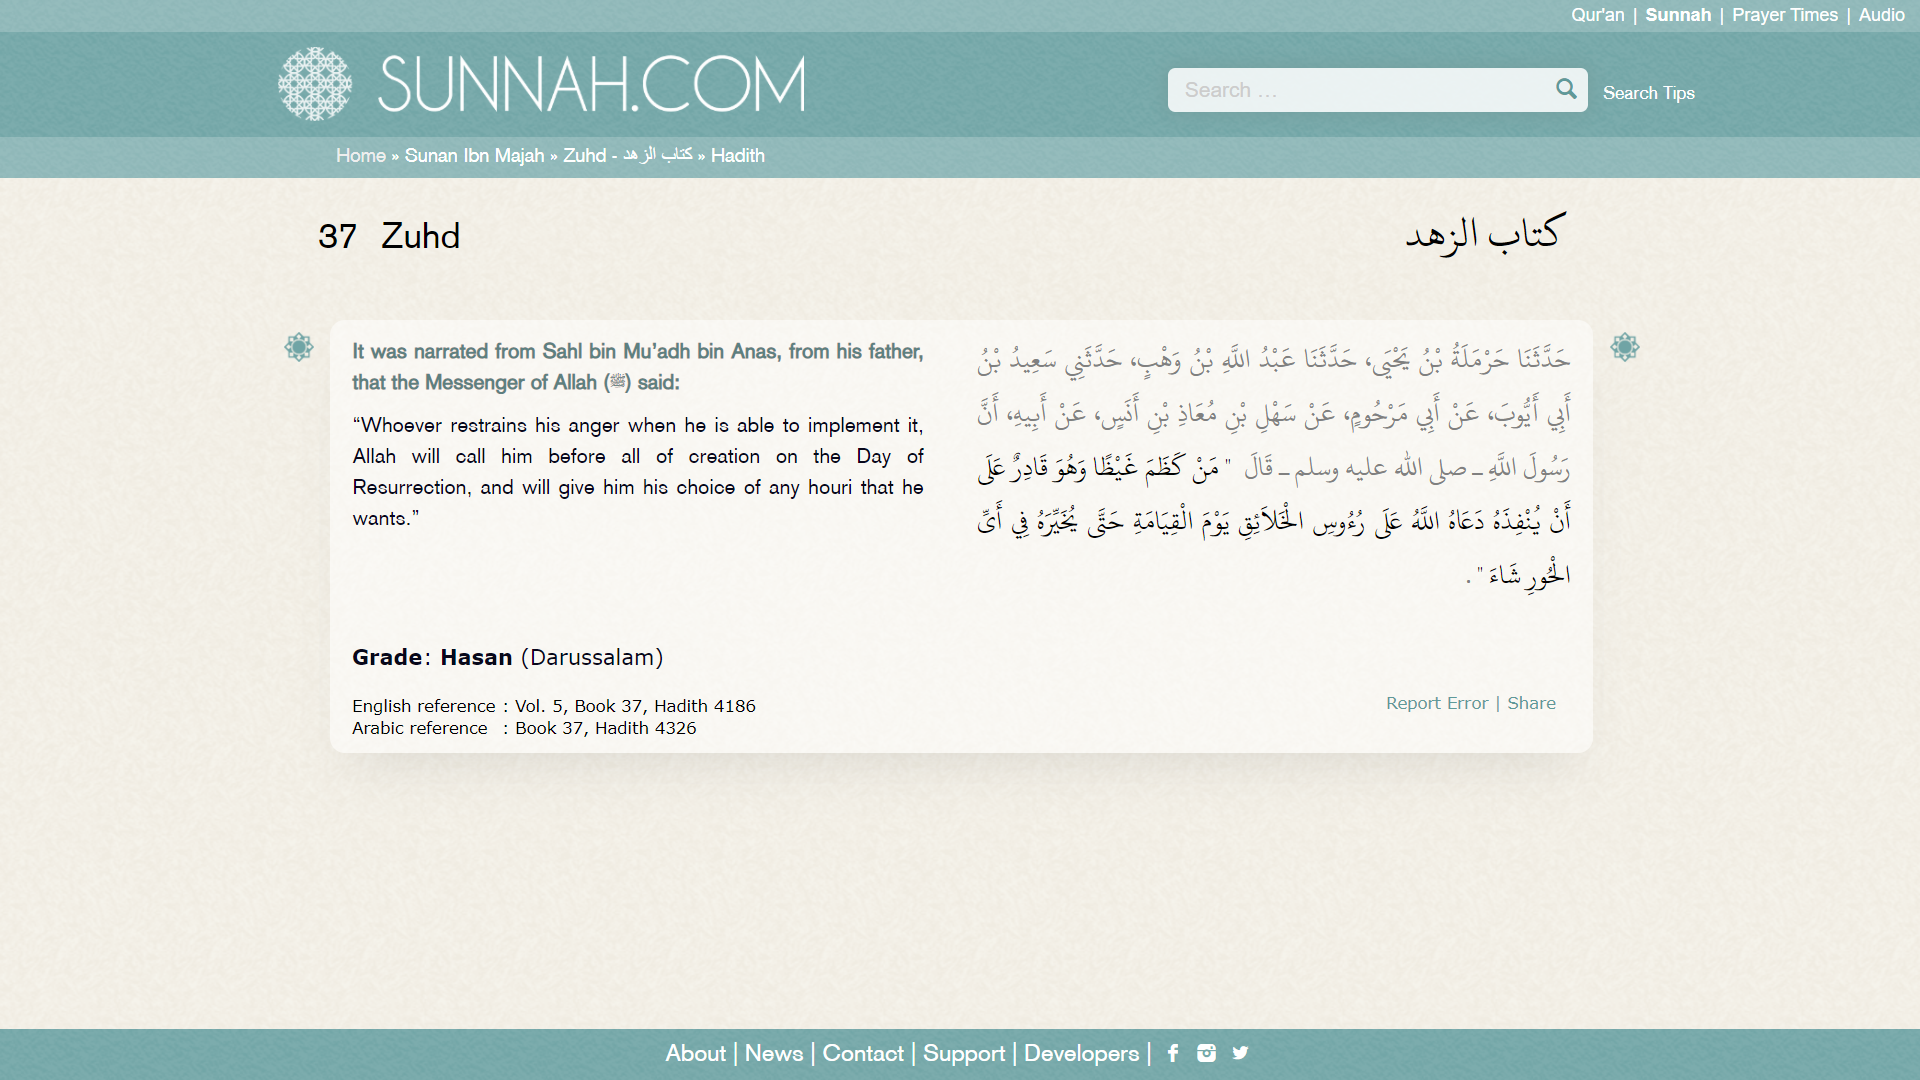 Qur'an | Sunnah | Prayer Times | Audio
SUNNAH.COM
Search ...
Search Tips
Home » Sunan Ibn Majah » Zuhd - كتاب الزهد » Hadith
37 Zuhd
كتاب الزهد
It was narrated from Sahl bin Mu’adh bin Anas, from his father,
that the Messenger of Allah (ﷺ) said:
“Whoever restrains his anger when he is able to implement it,
Allah will call him before all of creation on the Day of
Resurrection, and will give him his choice of any houri that he
wants.”
حَدَّثَنَا حَرْمَلَةُ بْنُ يَحْيَى، حَدَّثَنَا عَبْدُ اللَّهِ بْنُ وَهْبٍ، حَدَّثَنِي سَعِيدُ بْنُ
أَبِي أَيُّوبَ، عَنْ أَبِي مَرْحُومٍ، عَنْ سَهْلِ بْنِ مُعَاذِ بْنِ أَنَسٍ، عَنْ أَبِيهِ، أَنَّ
رَسُولَ اللَّهِ ـ صلى الله عليه وسلم ـ قَالَ ‏"‏ مَنْ كَظَمَ غَيْظًا وَهُوَ قَادِرٌ عَلَى
أَنْ يُنْفِذَهُ دَعَاهُ اللَّهُ عَلَى رُءُوسِ الْخَلاَئِقِ يَوْمَ الْقِيَامَةِ حَتَّى يُخَيِّرَهُ فِي أَىِّ
الْحُورِ شَاءَ ‏"‏ ‏.‏
Grade: Hasan (Darussalam)
English reference : Vol. 5, Book 37, Hadith 4186
Arabic reference : Book 37, Hadith 4326
Report Error | Share
About | News | Contact | Support | Developers |